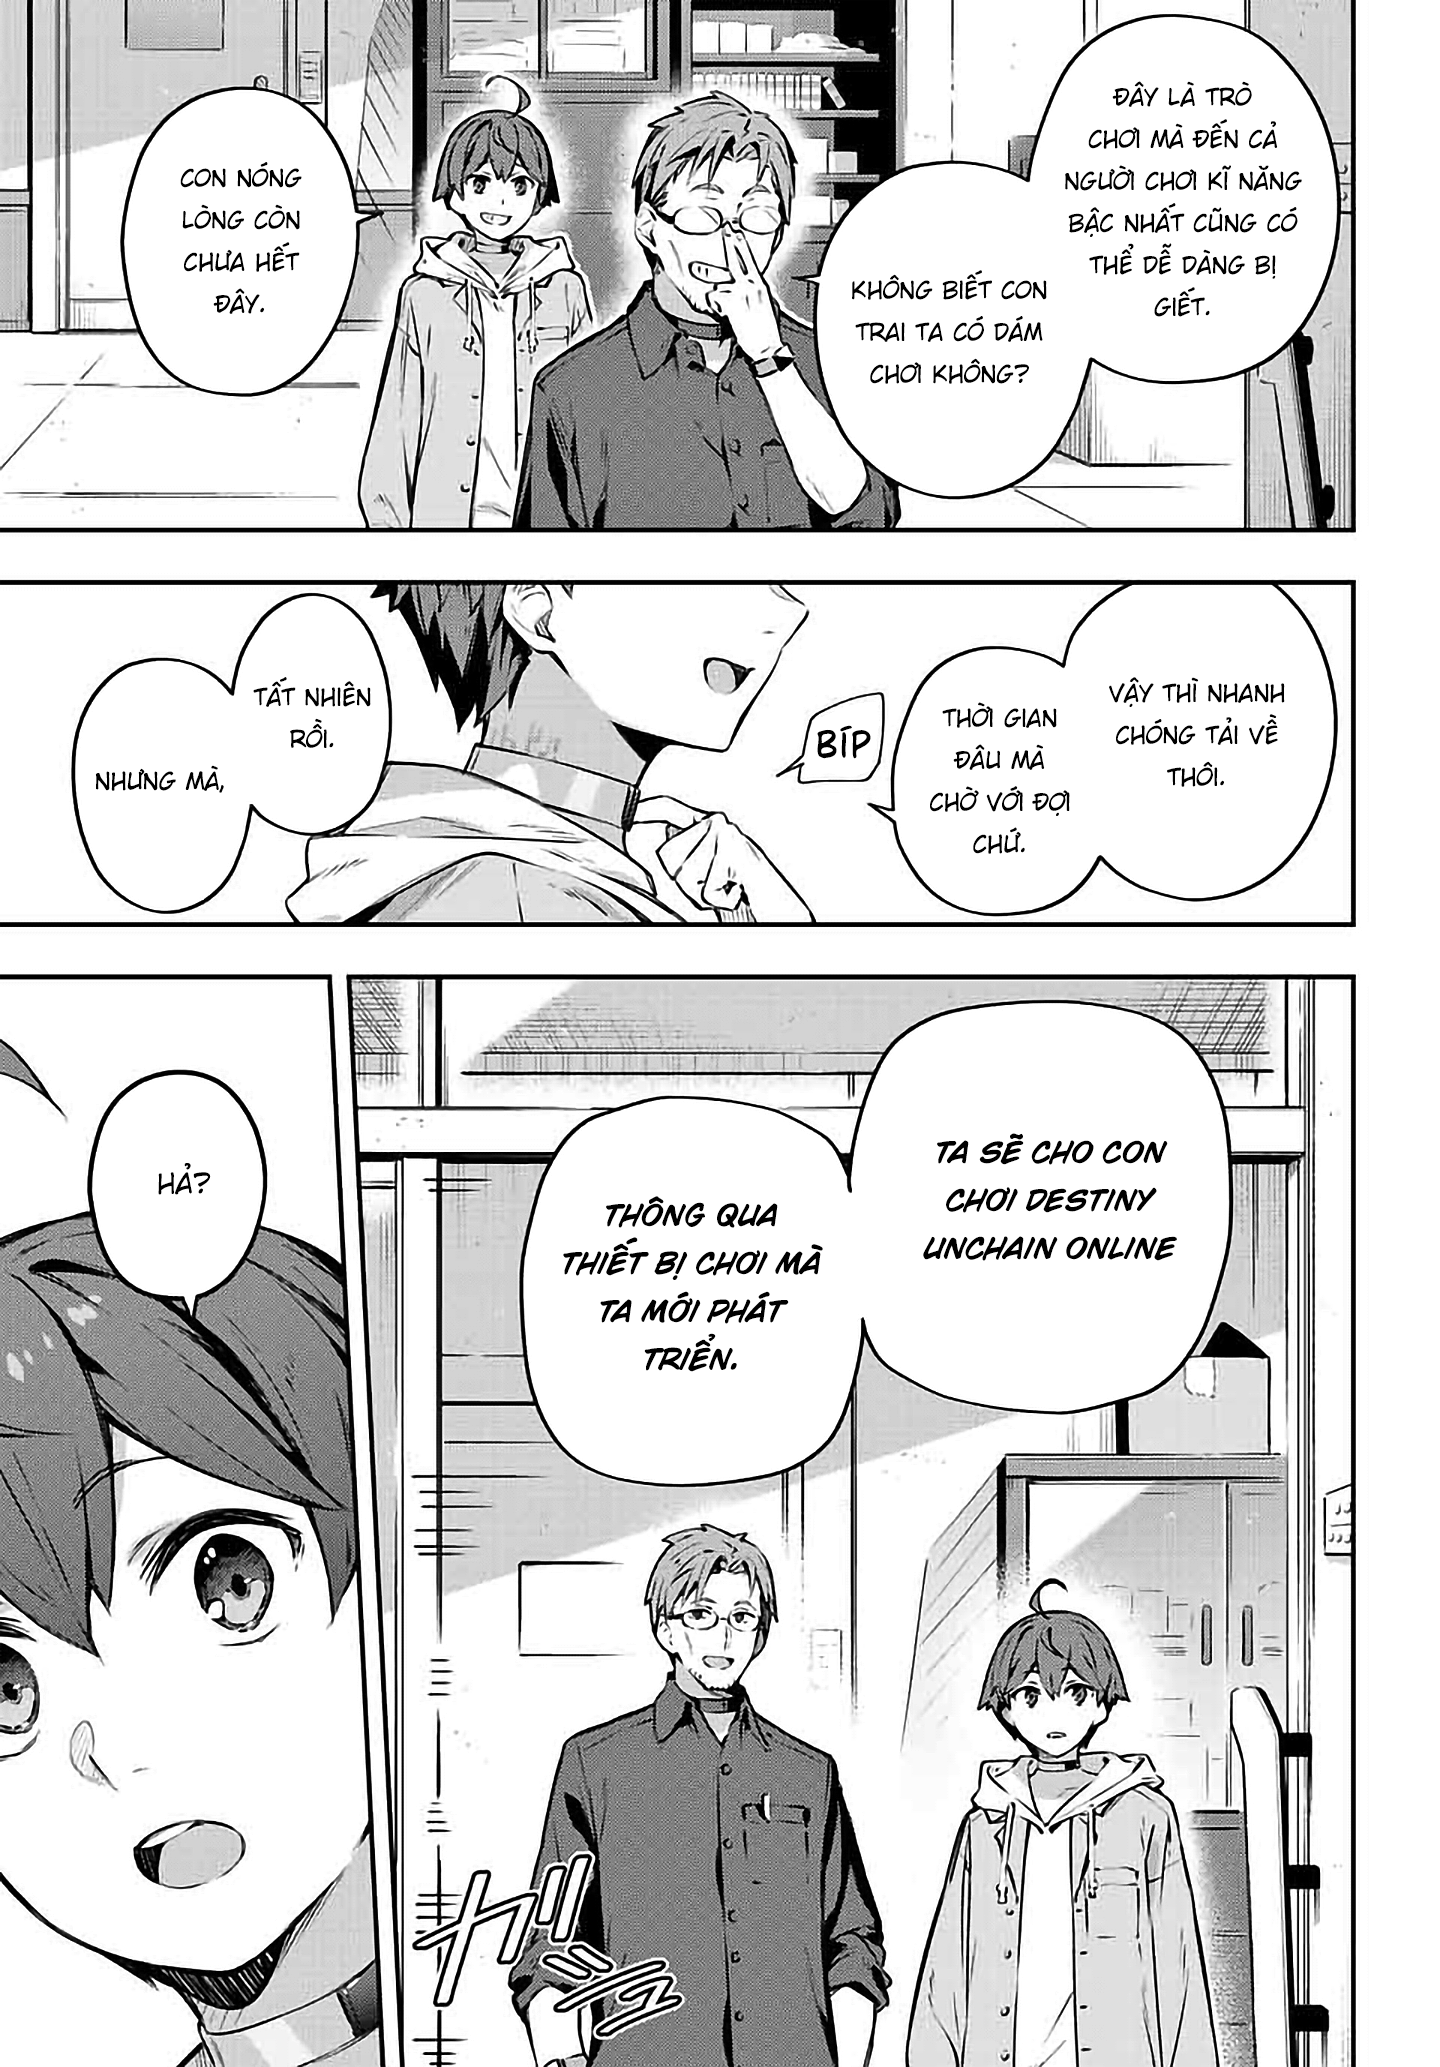 ĐÂY LÀ TRÒ
CHƠI MÀ ĐẾN CẢ
NGƯỜI CHƠI KĨ NĂNG
BẬC NHẤT CŨNG CÓ
THỂ DỄ DÀNG BỊ
GIẾT.
KHÔNG BIẾT CON
TRAI TA CÓ DÁM
CHƠI KHÔNG?
CON NÓNG
LÒNG CÒN
CHƯA HẾT
ĐÂY.
VẬY THÌ NHANH
CHÓNG TẢI VỀ
THÔI.
THỜI GIAN
ĐÂU MÀ
CHỜ VỚI ĐỢI
CHỨ.
BÍP
TẤT NHIÊN
RỒI.
NHƯNG MÀ,
TA SẼ CHO CON
CHƠI DESTINY
UNCHAIN ONLINE
THÔNG QUA
THIẾT BỊ CHƠI MÀ
TA MỚI PHÁT
TRIỂN.
ガシュ
HẢ?